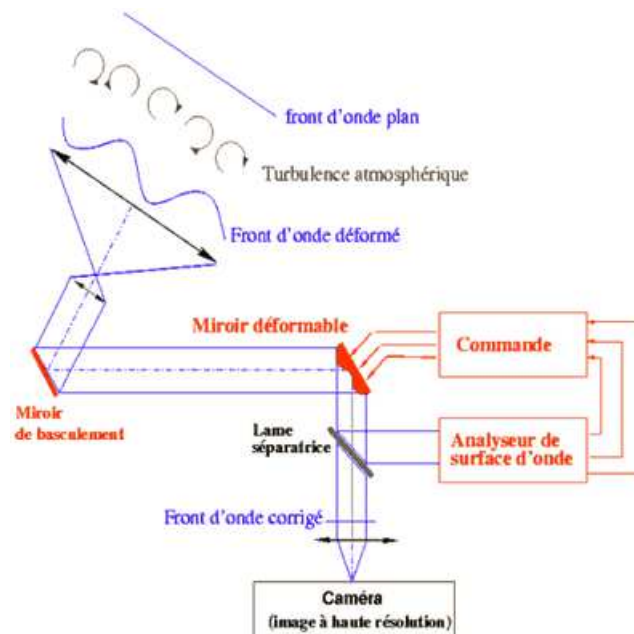 front d'onde plan
Turbulence atmosphérique
Front d'onde déformé
Miroir déformable
Commande
Miroir
de basculement
Lame
séparatrice
Analyseur de
surface d'onde
Front d'onde corrigé
Caméra
(image à haute résolution)